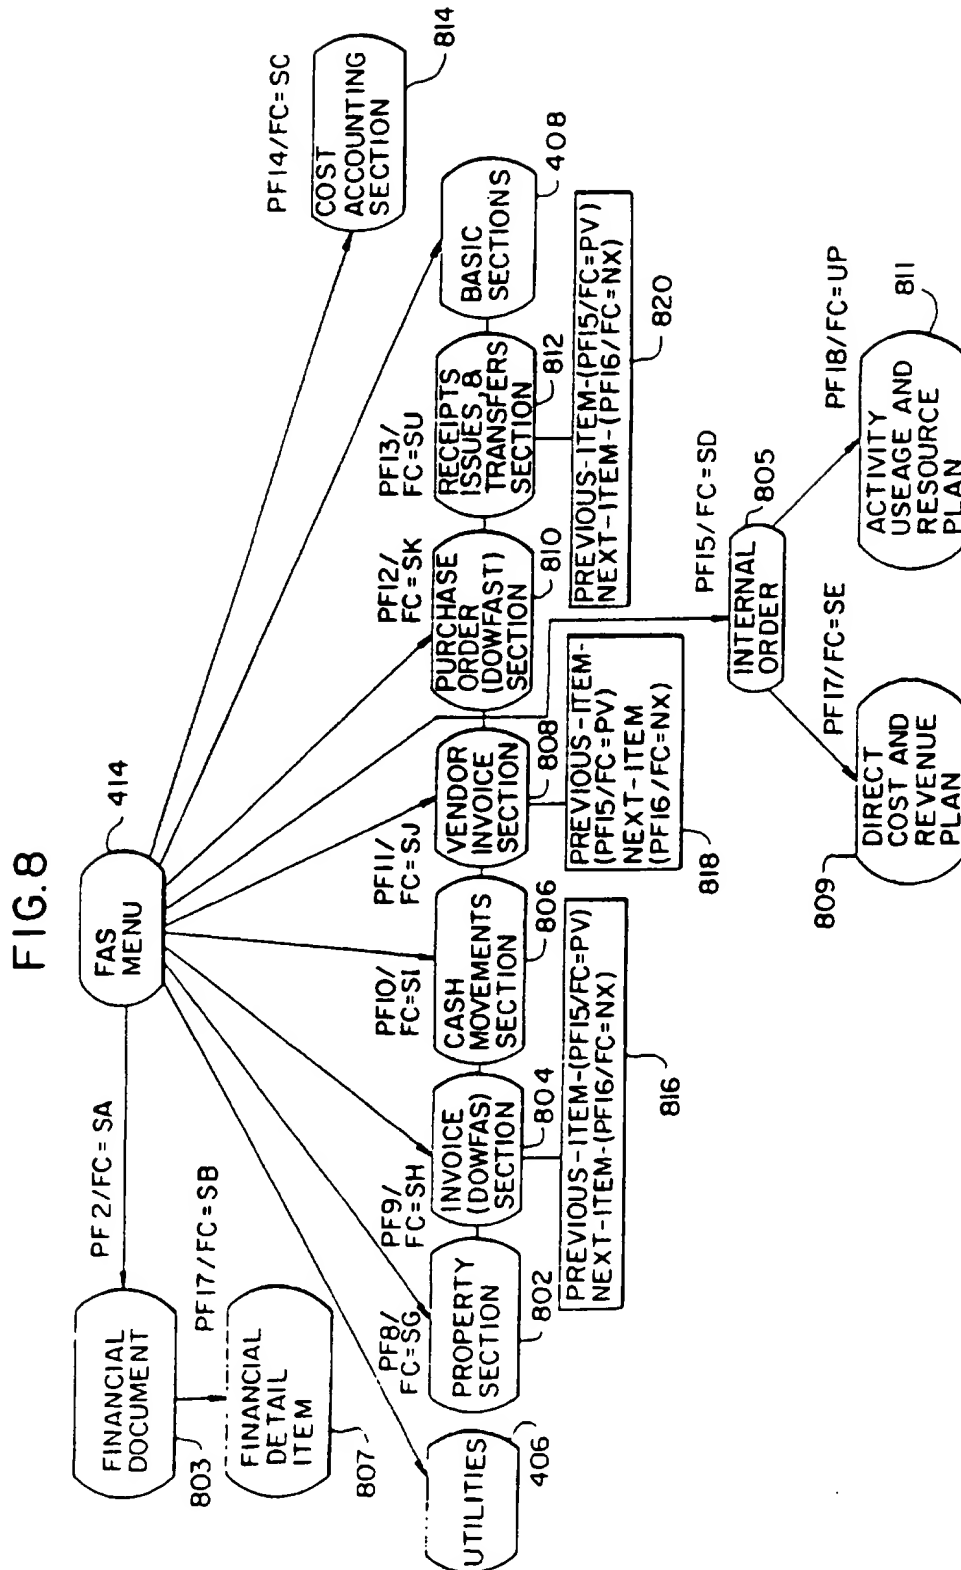 FIG.8
FAS
MENU
414
PF2/FC=SA
FINANCIAL
DOCUMENT
803
PF17/FC=SB
FINANCIAL
DETAIL
ITEM
807
PF14/FC=SC
COST
ACCOUNTING
SECTION
814
UTILITIES
406
PF8/
FC=SG
PROPERTY
SECTION
802
PF9/
FC=SH
INVOICE
(DOWFAS)
SECTION
804
PF10/
FC=SI
CASH
MOVEMENTS
SECTION
806
PF11/
FC=SJ
VENDOR
INVOICE
SECTION
808
PF12/
FC=SK
PURCHASE
ORDER
(DOWFAST)
SECTION
810
PF13/
FC=SU
RECEIPTS
ISSUES,&
TRANSFERS
SECTION
812
BASIC
SECTIONS
408
PREVIOUS-ITEM-(PF15/FC=PV)
NEXT-ITEM-(PF16/FC=NX)
816
PREVIOUS-ITEM-
(PF15/FC=PV)
NEXT-ITEM
(PF16/FC=NX)
818
PREVIOUS-ITEM-(PF15/FC=PV)
NEXT-ITEM-(PF16/FC=NX)
820
PF15/FC=SD
INTERNAL
ORDER
805
PF17/FC=SE
DIRECT
COST AND
REVENUE
PLAN
809
PF18/FC=UP
ACTIVITY
USEAGE AND
RESOURCE
PLAN
811